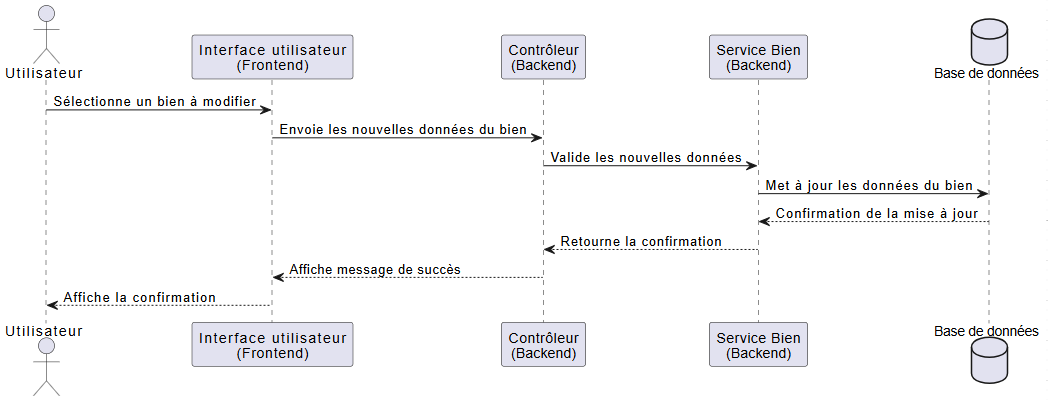 Utilisateur
Interface utilisateur
(Frontend)
Contrôleur
(Backend)
Service Bien
(Backend)
Base de données
Sélectionne un bien à modifier
Envoie les nouvelles données du bien
Valide les nouvelles données
Met à jour les données du bien
Confirmation de la mise à jour
Retourne la confirmation
Affiche message de succès
Affiche la confirmation
Utilisateur
Interface utilisateur
(Frontend)
Contrôleur
(Backend)
Service Bien
(Backend)
Base de données